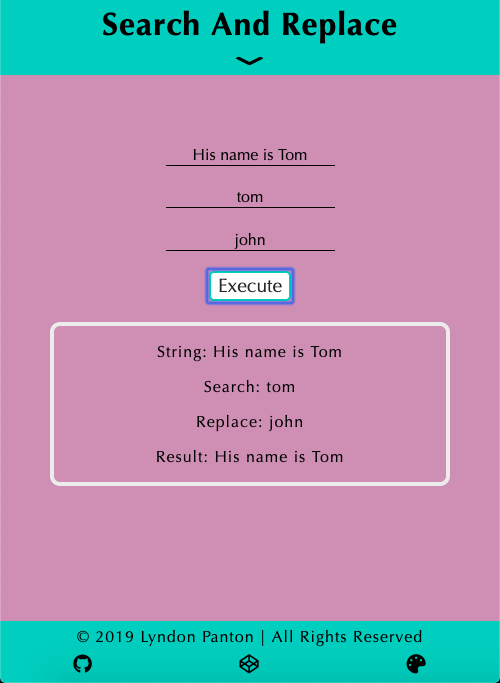 Search And Replace
His name is Tom
tom
john
Execute
String: His name is Tom
Search: tom
Replace: john
Result: His name is Tom
© 2019 Lyndon Panton | All Rights Reserved